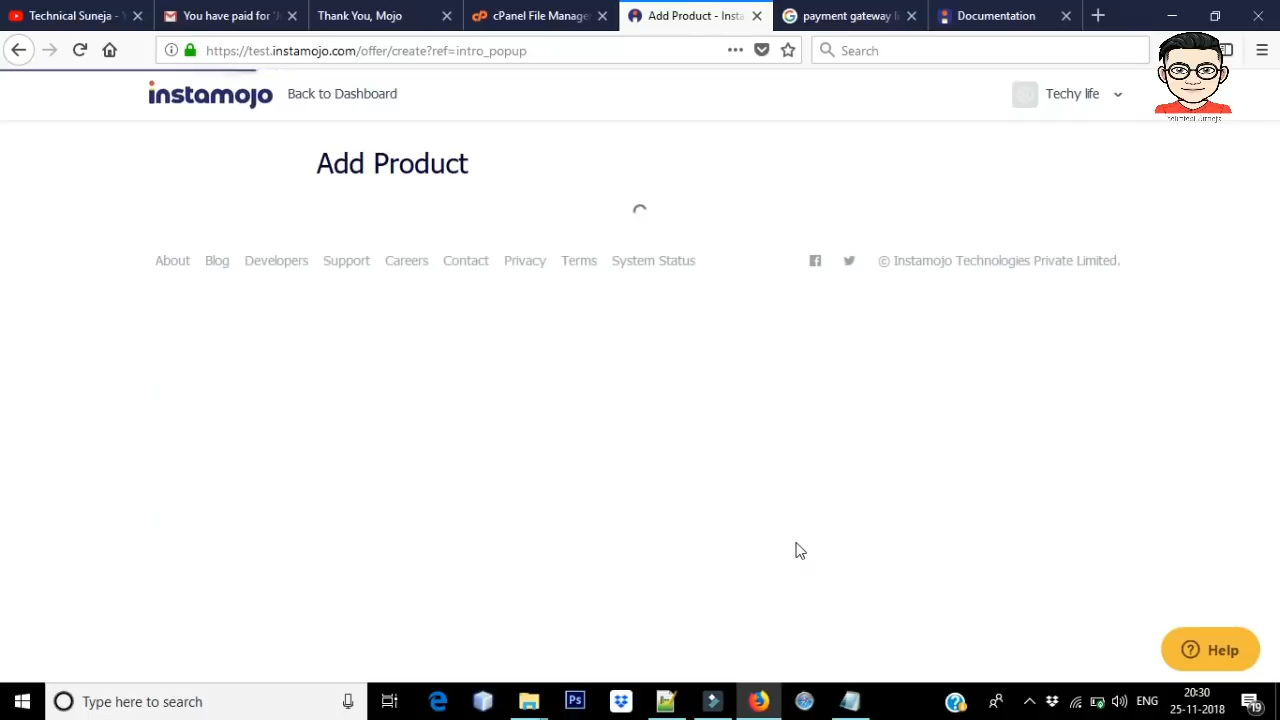 Technical Suneja - Y
You have paid for 'J
Thank You, Mojo
cPanel File Manage
Add Product - Insta
payment gateway i
Documentation
https://test.instamojo.com/offer/create?ref=intro_popup
Search
instamojo
Back to Dashboard
Techy life
Add Product
About Blog Developers Support Careers Contact Privacy Terms System Status
© Instamojo Technologies Private Limited.
Help
Type here to search
ENG
20:30
25-11-2018
19